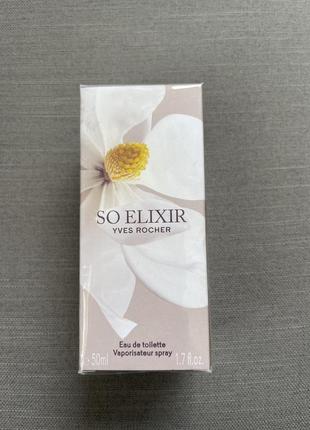 SO ELIXIR
YVES ROCHER
Eau de toilette
Vaporisateur spray
50ml 1.7 fl.oz.